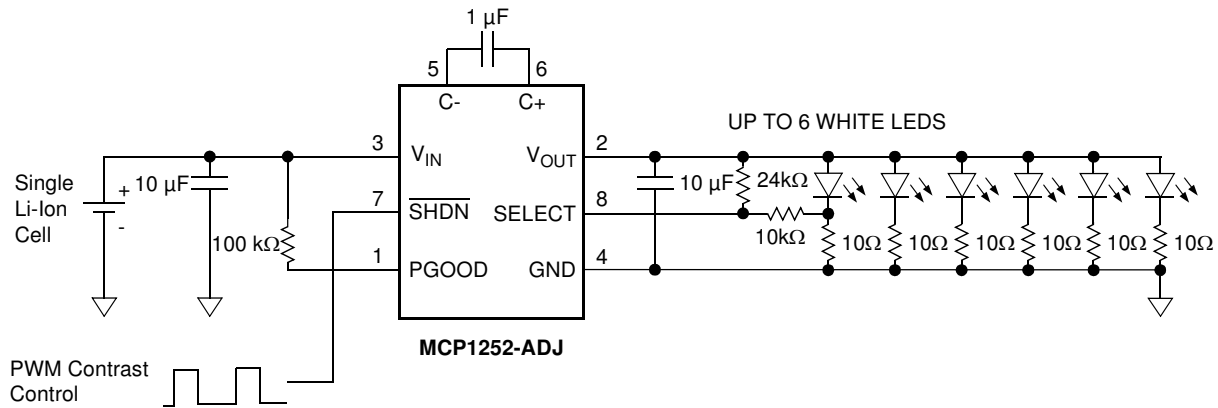 1 µF
5 6
C- C+
UP TO 6 WHITE LEDS
3 VIN VOUT 2
Single
Li-Ion
Cell
+
-
10 µF
10 µF
24kΩ
7 SHDN SELECT 8
10kΩ
100 kΩ
10Ω 10Ω 10Ω 10Ω 10Ω 10Ω
1 PGOOD GND 4
MCP1252-ADJ
PWM Contrast
Control